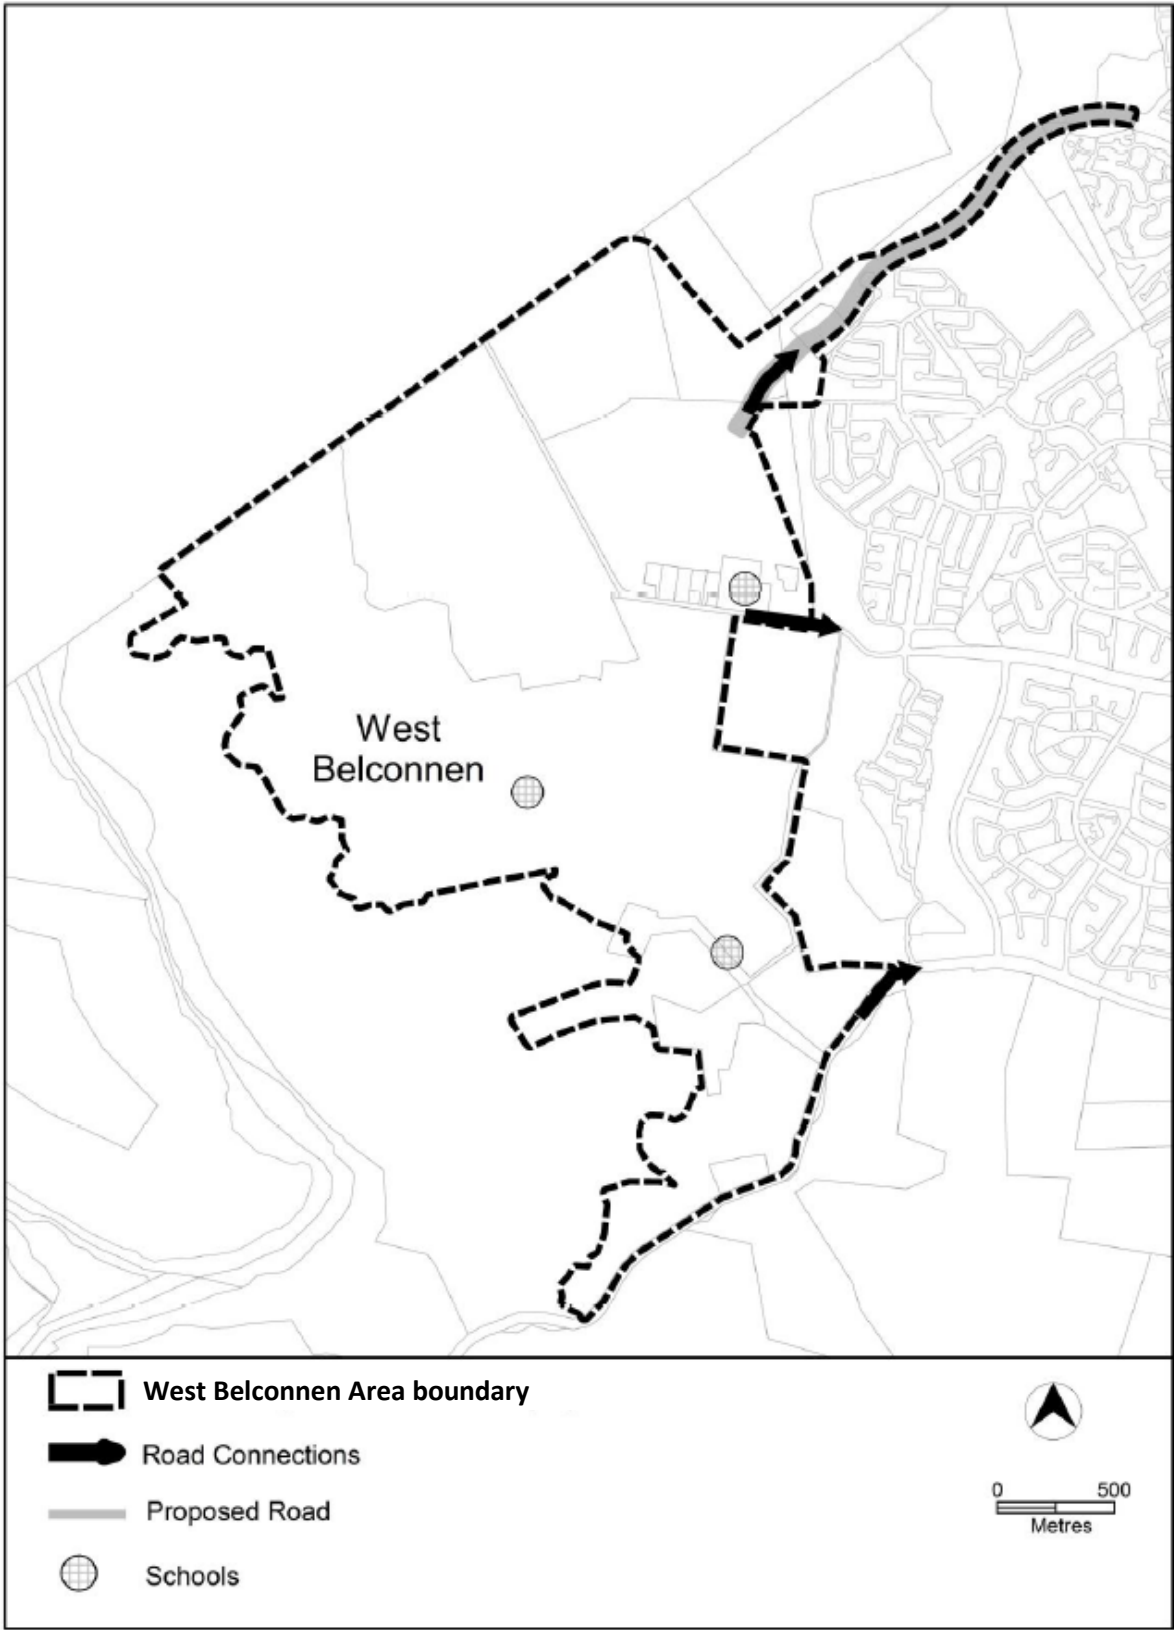 West
Belconnen
West Belconnen Area boundary
Road Connections
Proposed Road
Schools
0 500
Metres